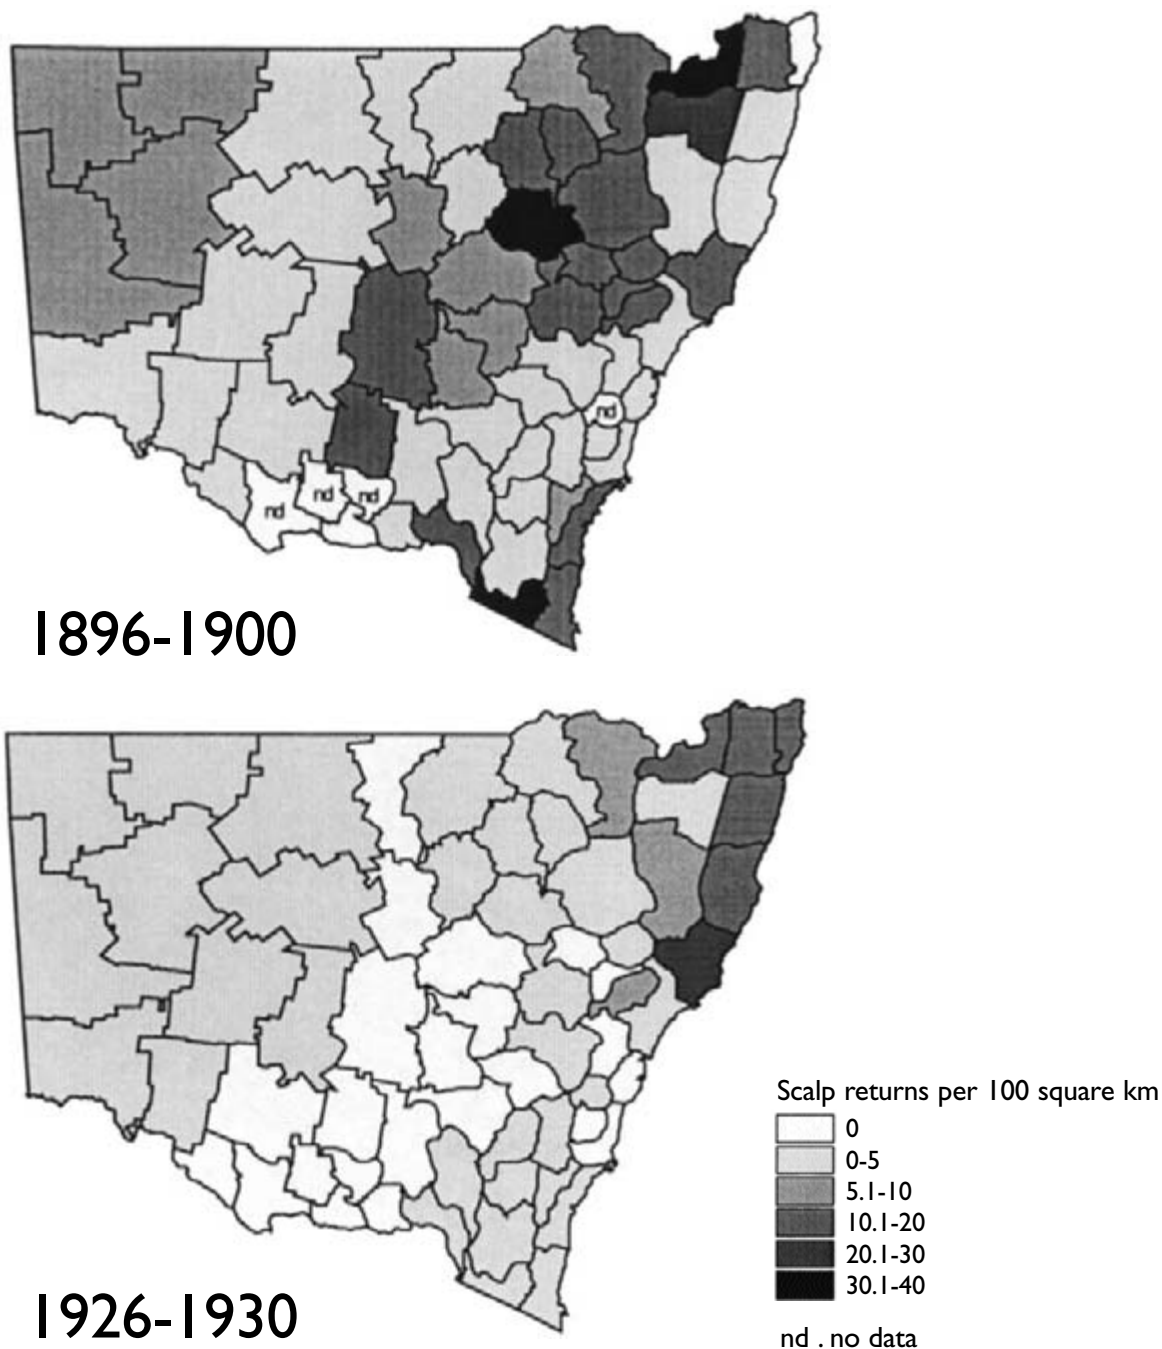 nd
nd
nd
nd
1896-1900
Scalp returns per 100 square km
0
0-5
5.1-10
10.1-20
20.1-30
30.1-40
nd . no data
1926-1930